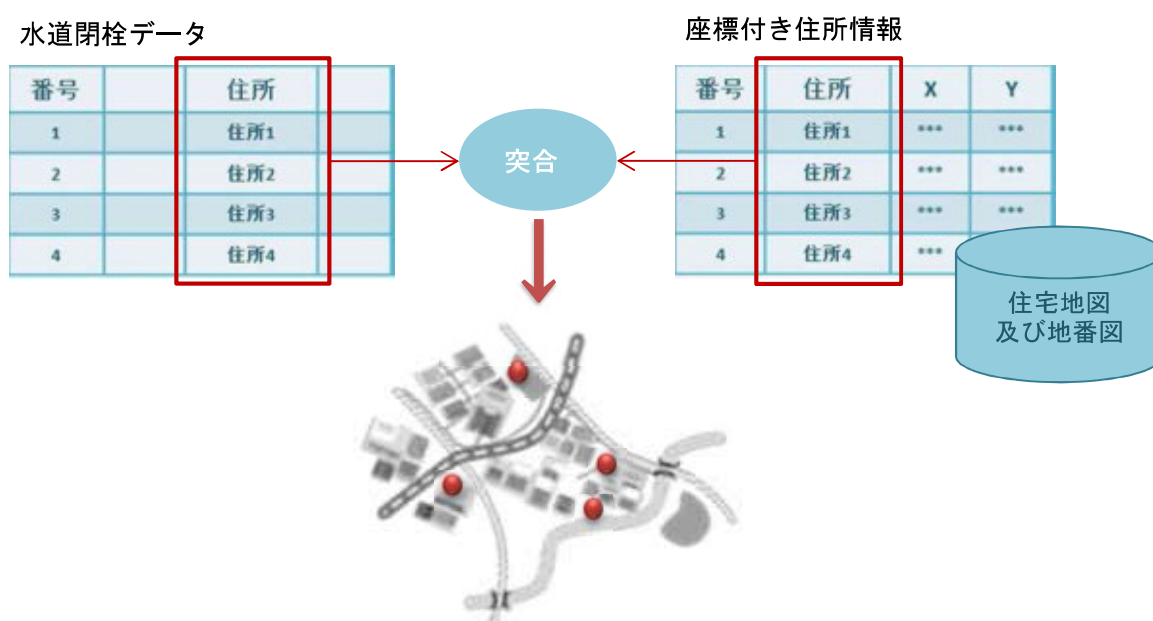 水道閉栓データ
座標付き住所情報
番号 住所
1 住所1
2 住所2
3 住所3
4 住所4
突合
番号 住所 X Y
1 住所1 *** ***
2 住所2 *** ***
3 住所3 *** ***
4 住所4 ***
住宅地図
及び地番図